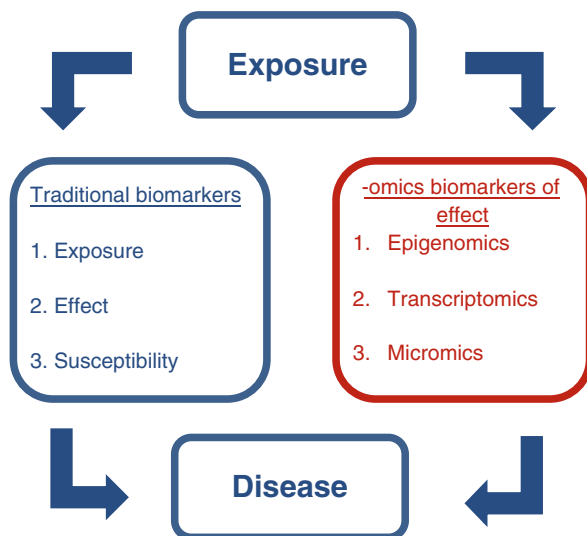 Exposure
Traditional biomarkers
1. Exposure
2. Effect
3. Susceptibility
-omics biomarkers of
effect
1. Epigenomics
2. Transcriptomics
3. Micromics
Disease